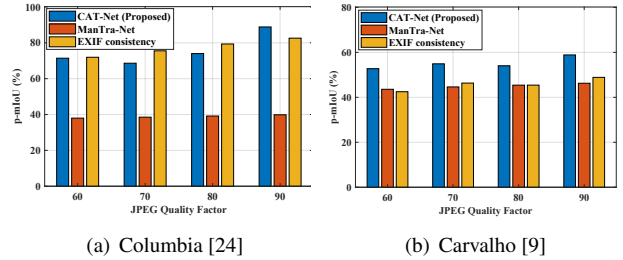 CAT-Net (Proposed)
ManTra-Net
EXIF consistency
p-mIoU (%)
100
80
60
40
20
0
60 70 80 90
JPEG Quality Factor
(a) Columbia [24]
CAT-Net (Proposed)
ManTra-Net
EXIF consistency
p-mIoU (%)
80
60
40
20
0
60 70 80 90
JPEG Quality Factor
(b) Carvalho [9]